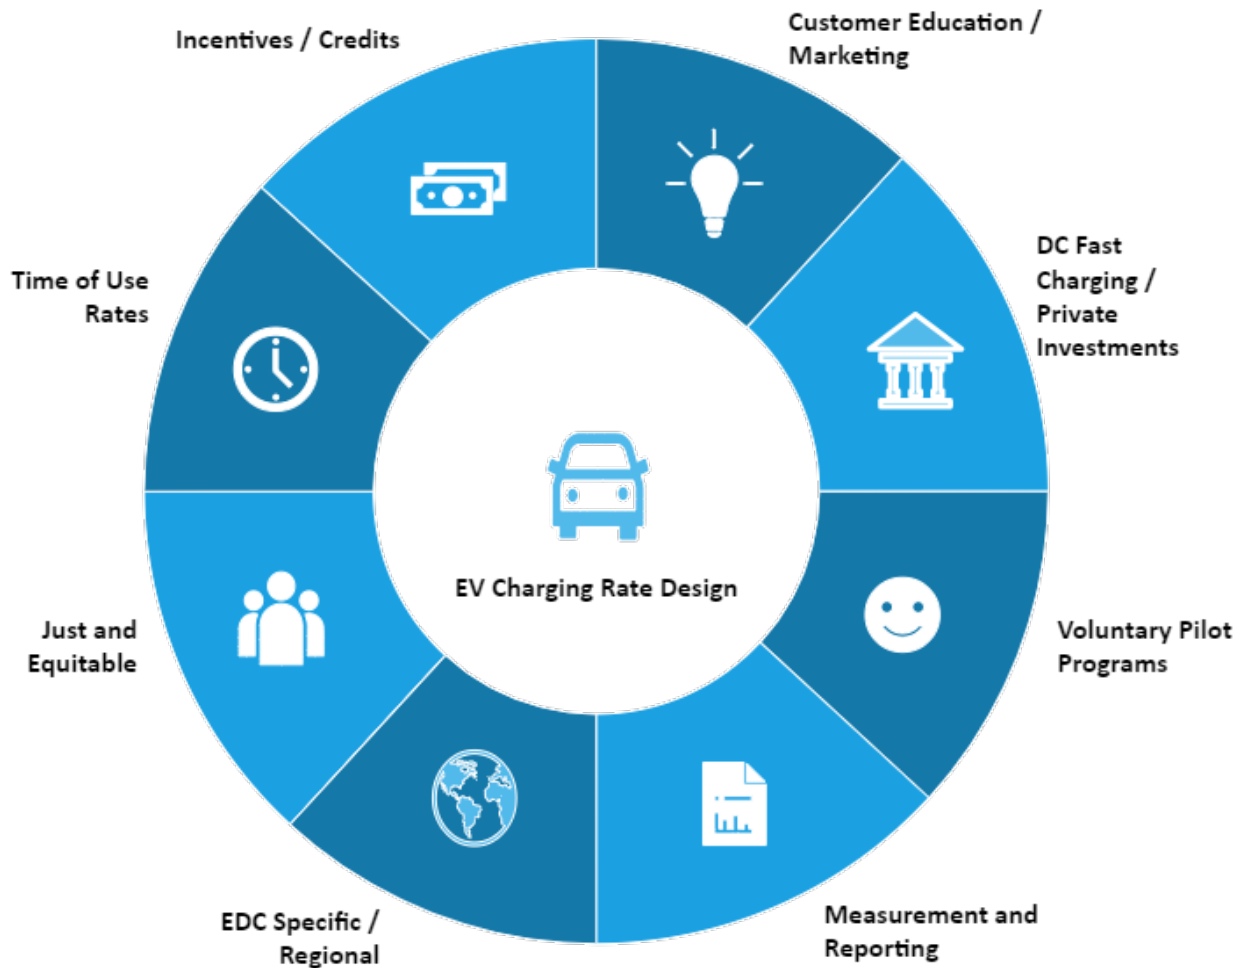 Incentives / Credits
Customer Education /
Marketing
DC Fast
Charging /
Private
Investments
Time of Use
Rates
EV Charging Rate Design
Just and
Equitable
Voluntary Pilot
Programs
EDC Specific /
Regional
Measurement and
Reporting